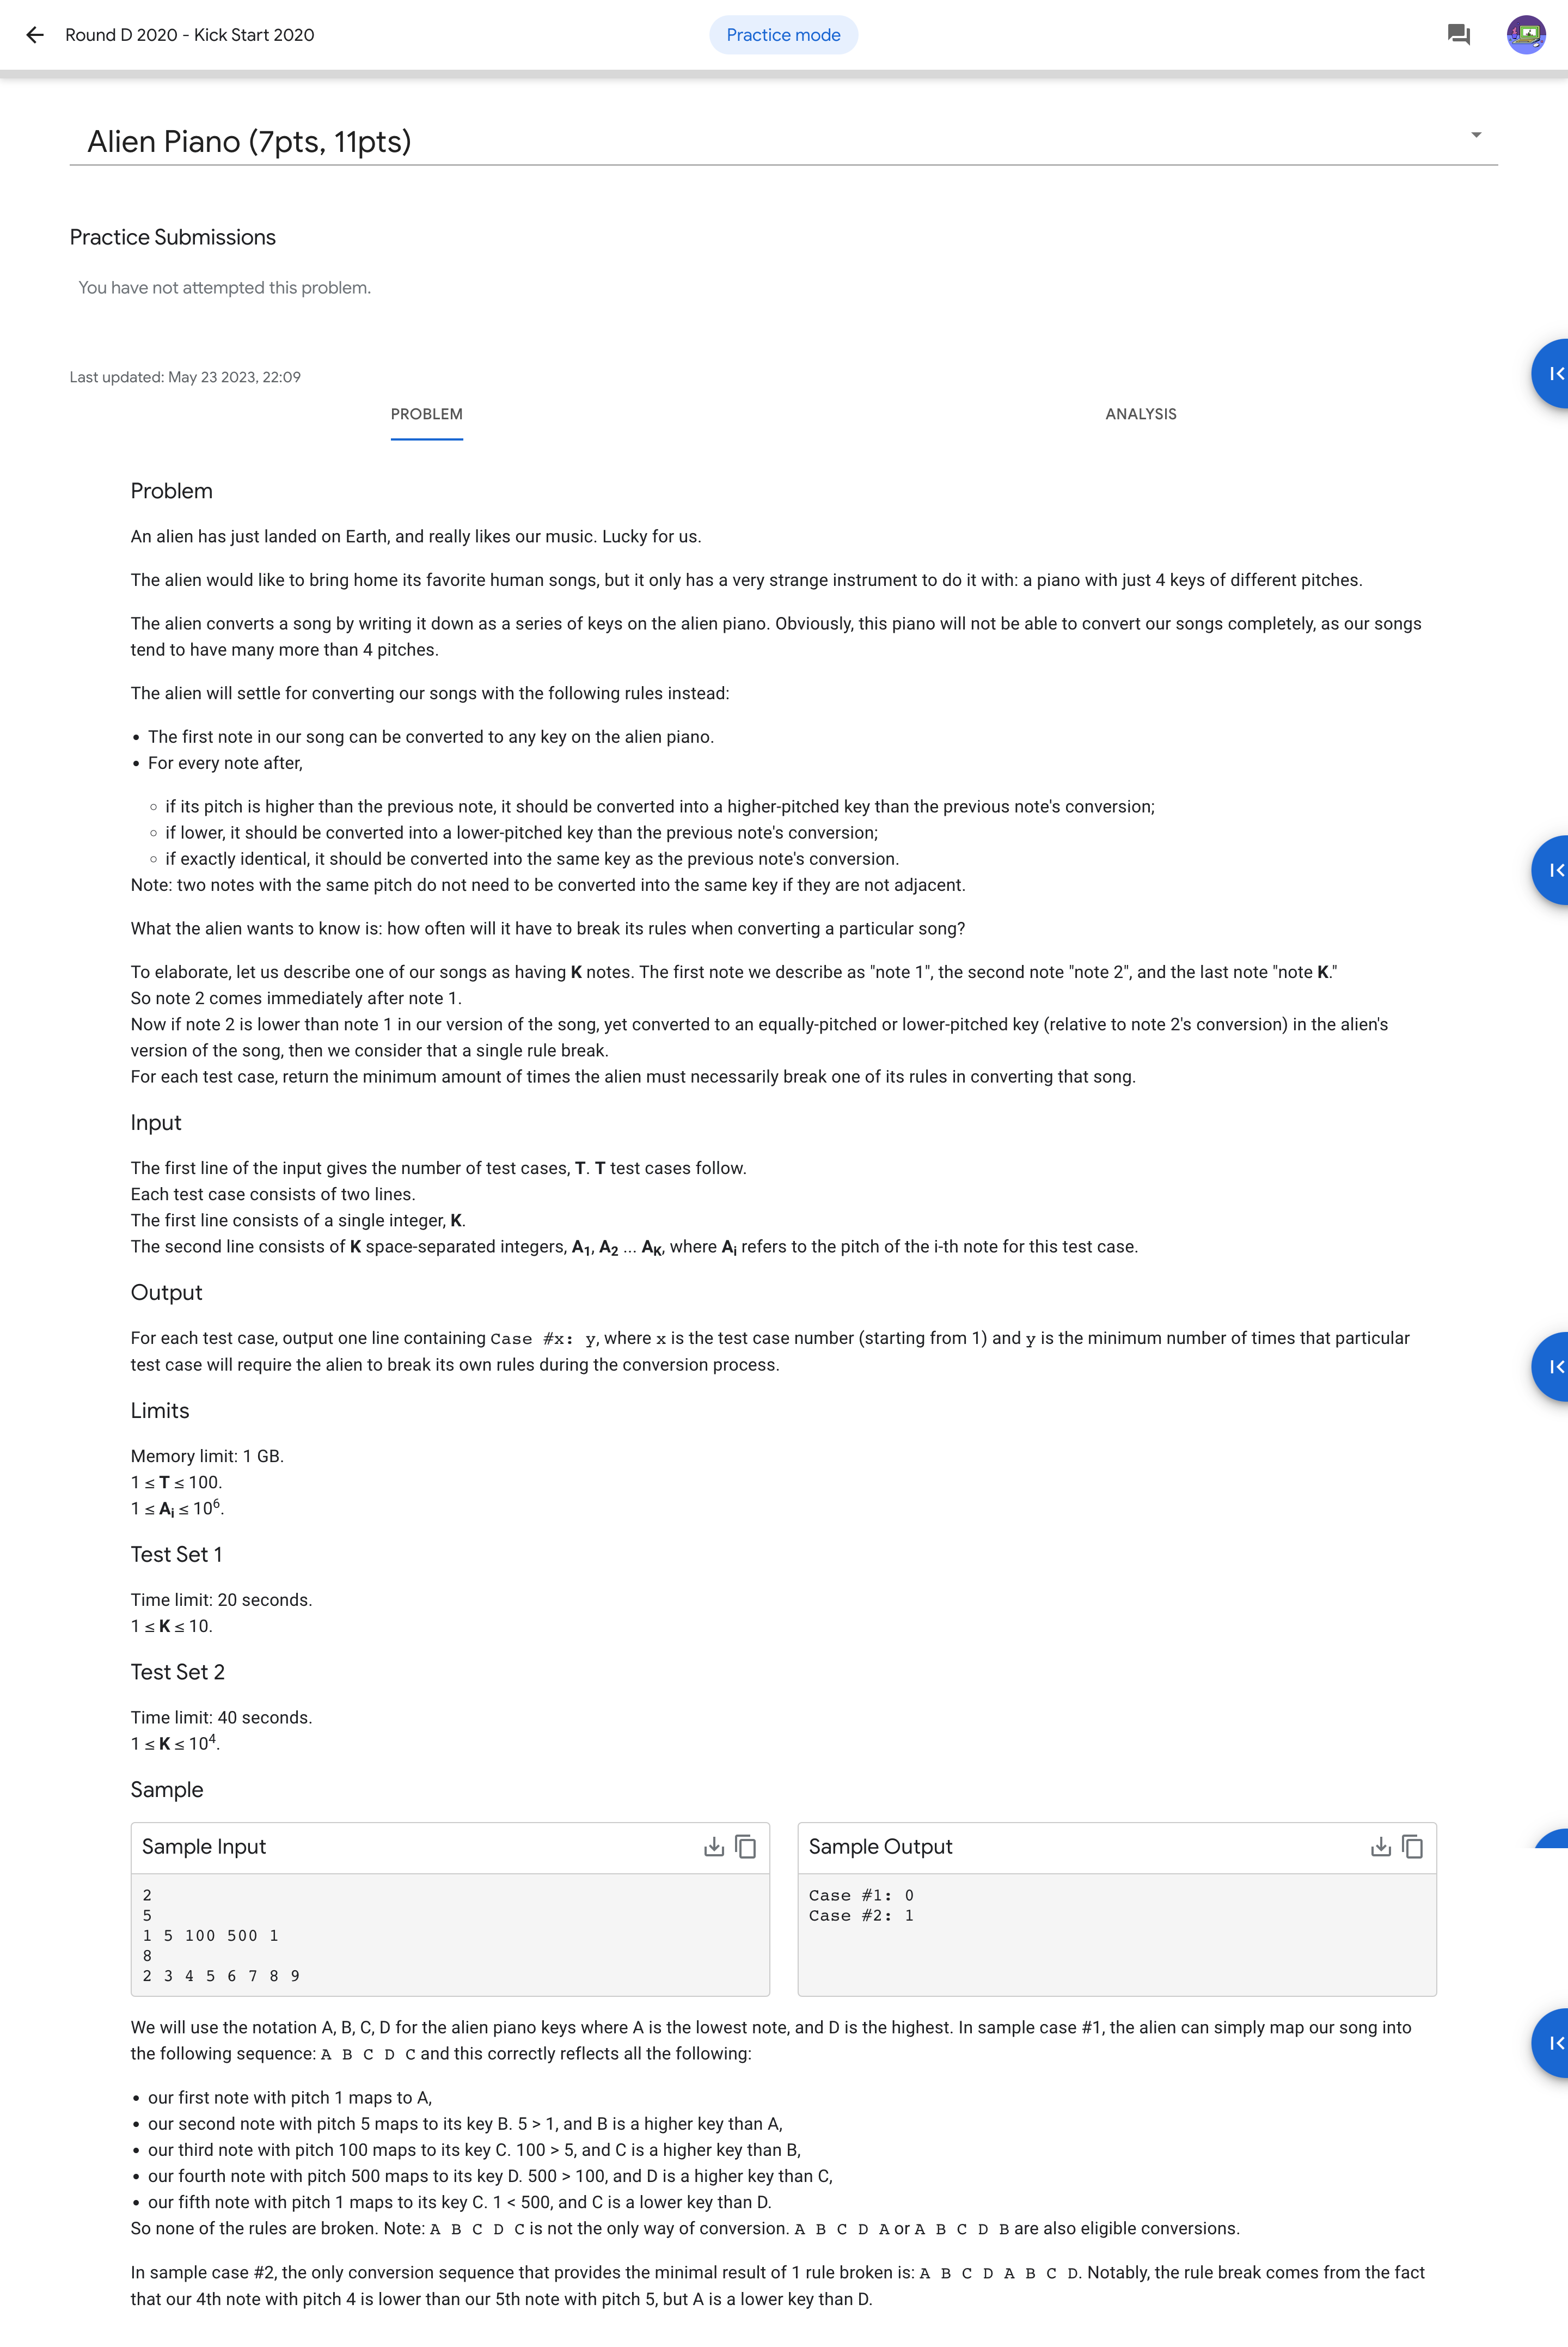 Round D 2020 - Kick Start 2020
Practice mode
Alien Piano (7pts, 11pts)
Practice Submissions
You have not attempted this problem.
Last updated: May 23 2023, 22:09
PROBLEM
ANALYSIS
Problem
An alien has just landed on Earth, and really likes our music. Lucky for us.
The alien would like to bring home its favorite human songs, but it only has a very strange instrument to do it with: a piano with just 4 keys of different pitches.
The alien converts a song by writing it down as a series of keys on the alien piano. Obviously, this piano will not be able to convert our songs completely, as our songs
tend to have many more than 4 pitches.
The alien will settle for converting our songs with the following rules instead:
• The first note in our song can be converted to any key on the alien piano.
• For every note after,
◦ if its pitch is higher than the previous note, it should be converted into a higher-pitched key than the previous note's conversion;
◦ if lower, it should be converted into a lower-pitched key than the previous note's conversion;
◦ if exactly identical, it should be converted into the same key as the previous note's conversion.
Note: two notes with the same pitch do not need to be converted into the same key if they are not adjacent.
What the alien wants to know is: how often will it have to break its rules when converting a particular song?
To elaborate, let us describe one of our songs as having K notes. The first note we describe as "note 1", the second note "note 2", and the last note "note K."
So note 2 comes immediately after note 1.
Now if note 2 is lower than note 1 in our version of the song, yet converted to an equally-pitched or lower-pitched key (relative to note 2's conversion) in the alien's
version of the song, then we consider that a single rule break.
For each test case, return the minimum amount of times the alien must necessarily break one of its rules in converting that song.
Input
The first line of the input gives the number of test cases, T. T test cases follow.
Each test case consists of two lines.
The first line consists of a single integer, K.
The second line consists of K space-separated integers, A₁, A₂ ... Aₖ, where Aᵢ refers to the pitch of the i-th note for this test case.
Output
For each test case, output one line containing Case #x: y, where x is the test case number (starting from 1) and y is the minimum number of times that particular
test case will require the alien to break its own rules during the conversion process.
Limits
Memory limit: 1 GB.
1 ≤ T ≤ 100.
1 ≤ Aᵢ ≤ 10⁶.
Test Set 1
Time limit: 20 seconds.
1 ≤ K ≤ 10.
Test Set 2
Time limit: 40 seconds.
1 ≤ K ≤ 10⁴.
Sample
Sample Input
2
5
1 5 100 500 1
8
2 3 4 5 6 7 8 9
Sample Output
Case #1: 0
Case #2: 1
We will use the notation A, B, C, D for the alien piano keys where A is the lowest note, and D is the highest. In sample case #1, the alien can simply map our song into
the following sequence: A B C D C and this correctly reflects all the following:
• our first note with pitch 1 maps to A,
• our second note with pitch 5 maps to its key B. 5 > 1, and B is a higher key than A,
• our third note with pitch 100 maps to its key C. 100 > 5, and C is a higher key than B,
• our fourth note with pitch 500 maps to its key D. 500 > 100, and D is a higher key than C,
• our fifth note with pitch 1 maps to its key C. 1 < 500, and C is a lower key than D.
So none of the rules are broken. Note: A B C D C is not the only way of conversion. A B C D A or A B C D B are also eligible conversions.
In sample case #2, the only conversion sequence that provides the minimal result of 1 rule broken is: A B C D A B C D. Notably, the rule break comes from the fact
that our 4th note with pitch 4 is lower than our 5th note with pitch 5, but A is a lower key than D.